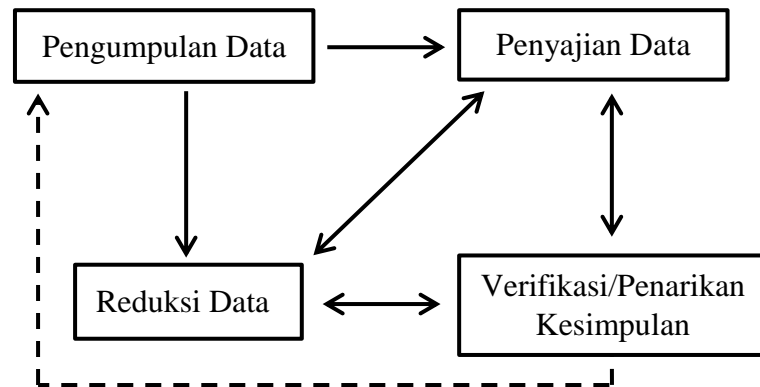 Pengumpulan Data
Penyajian Data
Reduksi Data
Verifikasi/Penarikan
Kesimpulan